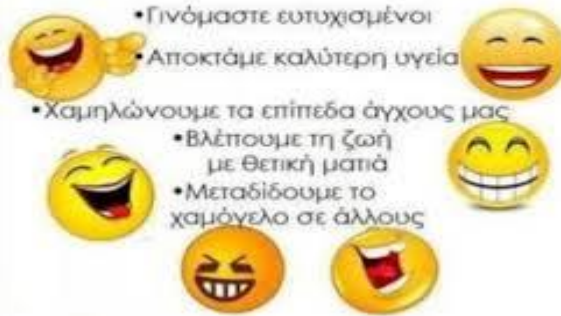 •Γινόμαστε ευτυχισμένοι
•Αποκτάμε καλύτερη υγεία
•Χαμηλώνουμε τα επίπεδα άγχους μας
•Βλέπουμε τη ζωή
με θετική ματιά
•Μεταδίδουμε το
χαμόγελο σε άλλους